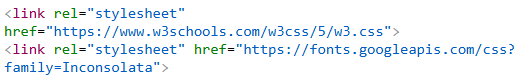 <link rel="stylesheet"
href="https://www.w3schools.com/w3css/5/w3.css">
<link rel="stylesheet" href="https://fonts.googleapis.com/css?
family=Inconsolata">